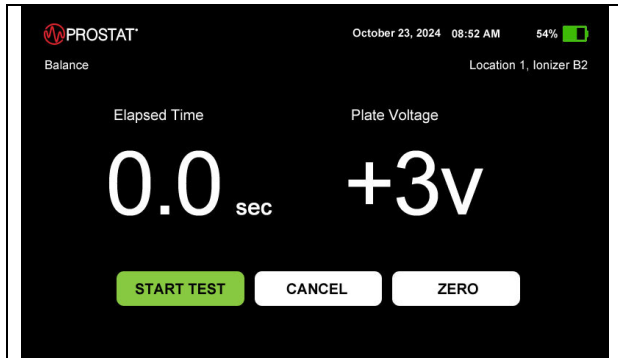 PROSTAT
October 23, 2024 08:52 AM 54%
Balance
Location 1, Ionizer B2
Elapsed Time
Plate Voltage
0.0 sec
+3v
START TEST
CANCEL
ZERO